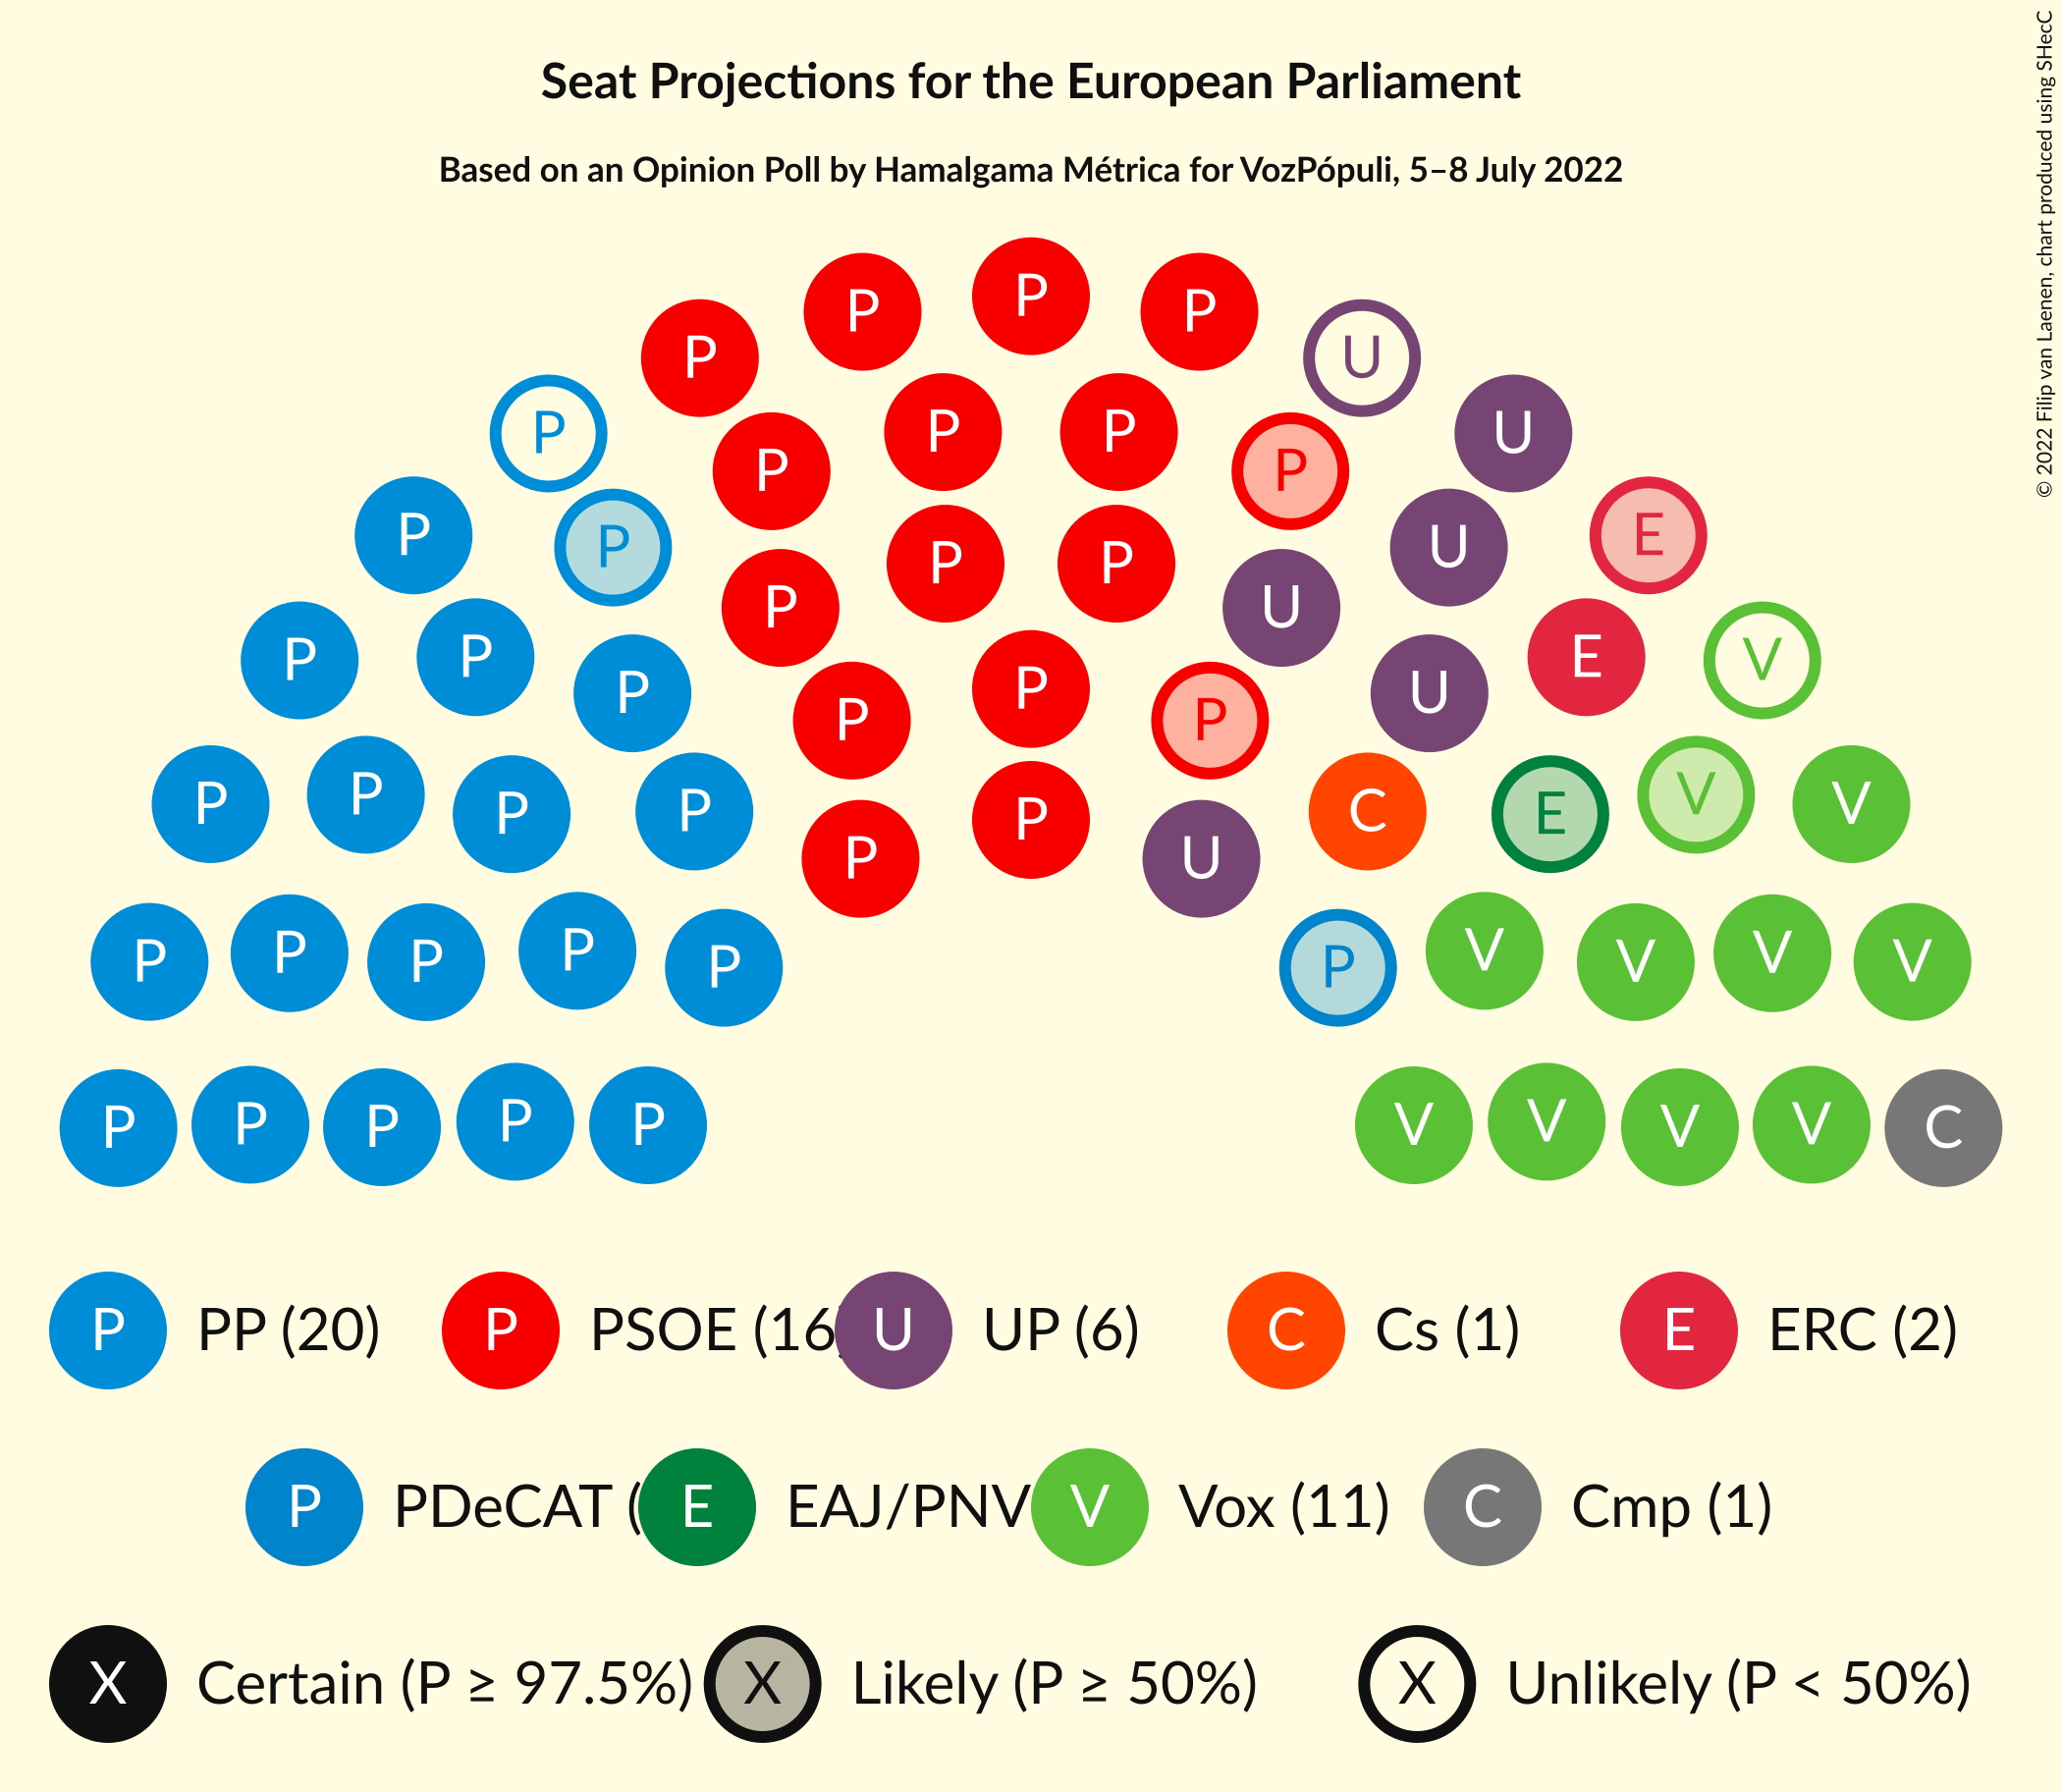 Seat Projections for the European Parliament
Based on an Opinion Poll by Hamalgama Métrica for VozPópuli, 5–8 July 2022
© 2022 Filip van Laenen, chart produced using SHecC
P P P
P P U
P P P P U
P P P U E
P P P U E
P P P P U V
P P P U
P P P
P P P P P P U C E V V
P P P P P P V V V V
P P P P P V V V V C
P PP (20) P PSOE (16 U UP (6) C Cs (1) E ERC (2)
P PDeCAT ( E EAJ/PNV V Vox (11) C Cmp (1)
X Certain (P ≥ 97.5%) X Likely (P ≥ 50%) X Unlikely (P < 50%)